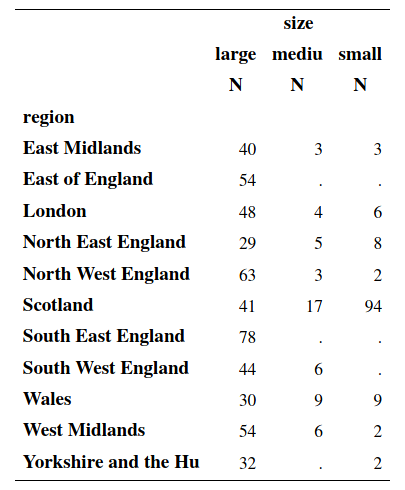 size
large mediu small
N N N
region
East Midlands 40 3 3
East of England 54 . .
London 48 4 6
North East England 29 5 8
North West England 63 3 2
Scotland 41 17 94
South East England 78 . .
South West England 44 6 .
Wales 30 9 9
West Midlands 54 6 2
Yorkshire and the Hu 32 . 2